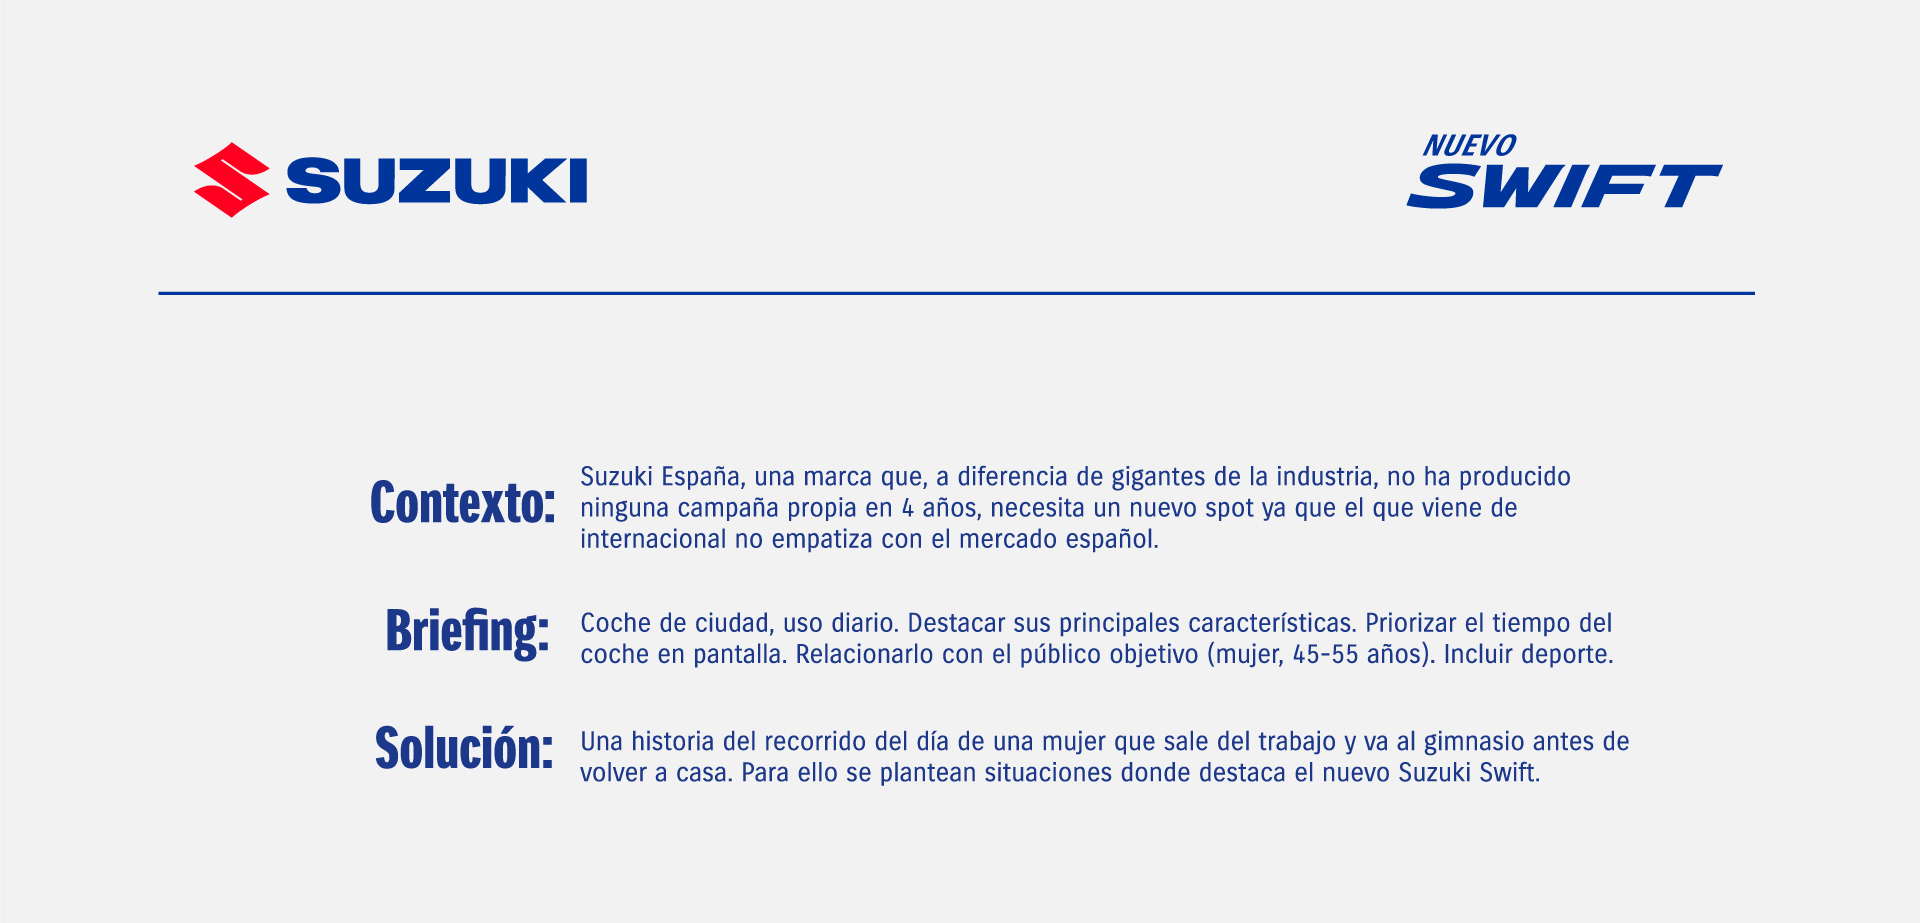 SUZUKI
NUEVO
SWIFT
Contexto:
Suzuki España, una marca que, a diferencia de gigantes de la industria, no ha producido
ninguna campaña propia en 4 años, necesita un nuevo spot ya que el que viene de
internacional no empatiza con el mercado español.
Briefing:
Coche de ciudad, uso diario. Destacar sus principales características. Priorizar el tiempo del
coche en pantalla. Relacionarlo con el público objetivo (mujer, 45-55 años). Incluir deporte.
Solución:
Una historia del recorrido del día de una mujer que sale del trabajo y va al gimnasio antes de
volver a casa. Para ello se plantean situaciones donde destaca el nuevo Suzuki Swift.